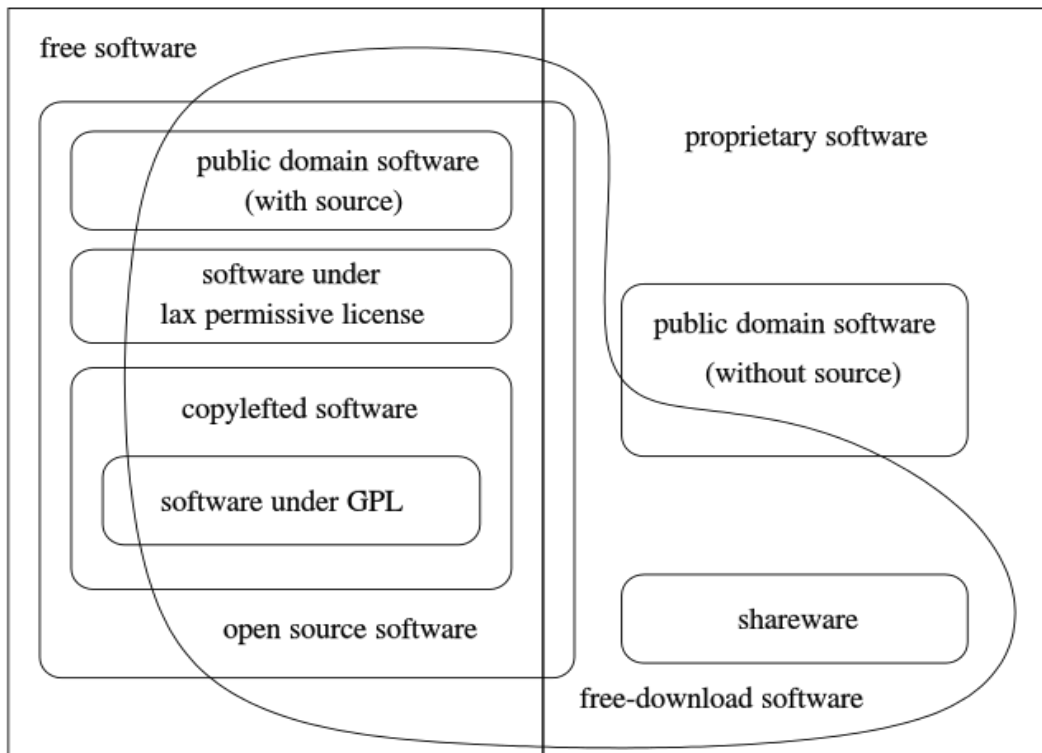 free software
public domain software
(with source)
software under
lax permissive license
copylefted software
software under GPL
open source software
proprietary software
public domain software
(without source)
shareware
free-download software